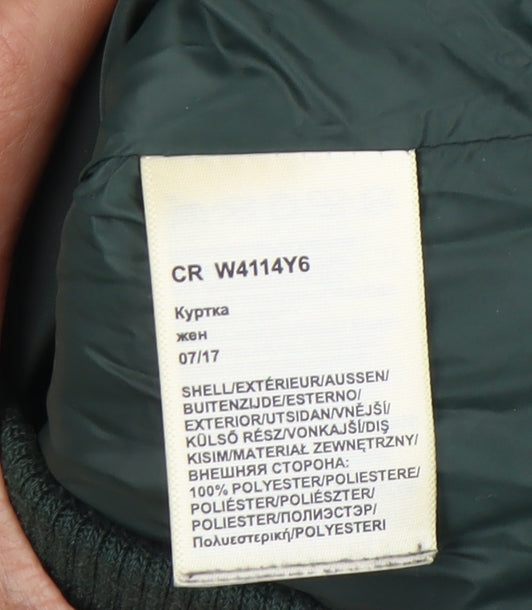 CR W4114Y6
Куртка
жен
07/17
SHELL/EXTÉRIEUR/AUSSEN/
BUITENZIJDE/ESTERNO/
EXTERIOR/UTSIDAN/VNĚJŠÍ/
KÜLSŐ RÉSZ/VONKAJŠÍ/DIŞ
KISIM/MATERIAŁ ZEWNĘTRZNY/
ВНЕШНЯЯ СТОРОНА:
100% POLYESTER/POLIESTERE/
POLIÉSTER/POLIÉSZTER/
POLIESTER/ПОЛИЭСТЭР/
Πολυεστερική/POLYESTERI